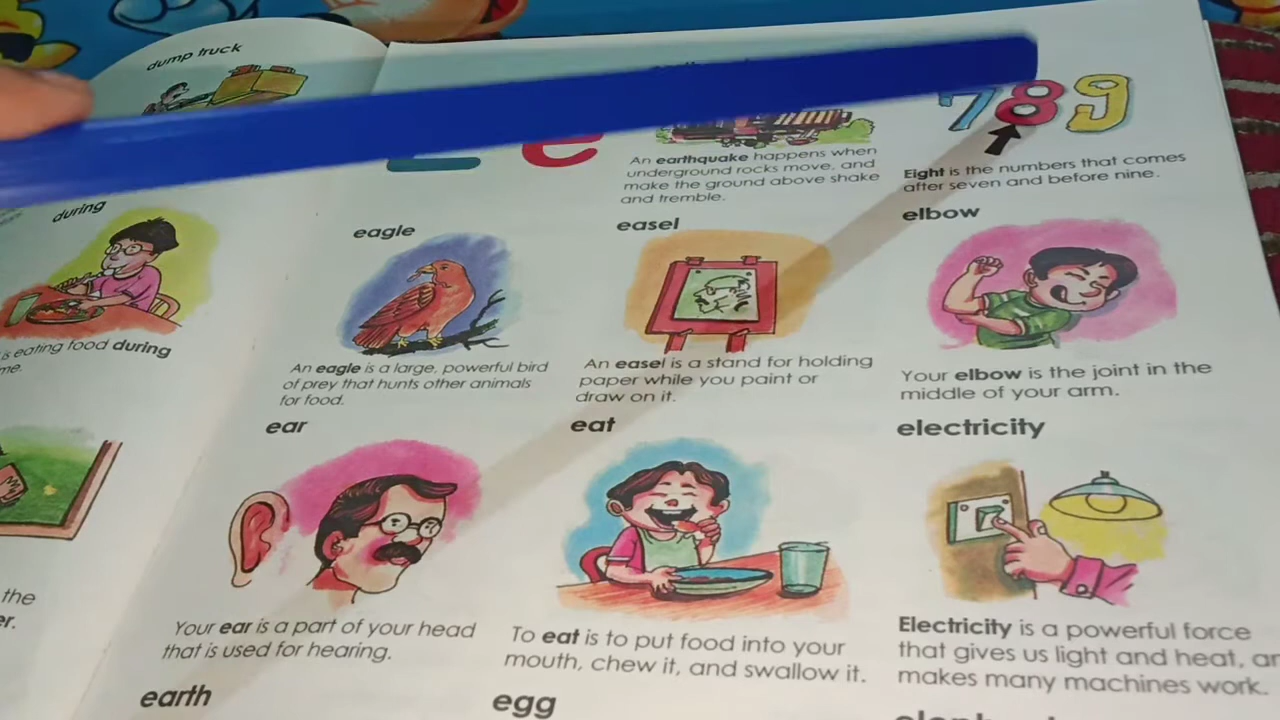 dump truck
during
is eating food during
me.
the
er.
e
An earthquake happens when
underground rocks move, and
make the ground above shake
and tremble.
7 8 9
Eight is the numbers that comes
after seven and before nine.
eagle
An eagle is a large, powerful bird
of prey that hunts other animals
for food.
easel
An easel is a stand for holding
paper while you paint or
draw on it.
elbow
Your elbow is the joint in the
middle of your arm.
ear
Your ear is a part of your head
that is used for hearing.
eat
To eat is to put food into your
mouth, chew it, and swallow it.
electricity
Electricity is a powerful force
that gives us light and heat, an
makes many machines work.
earth
egg